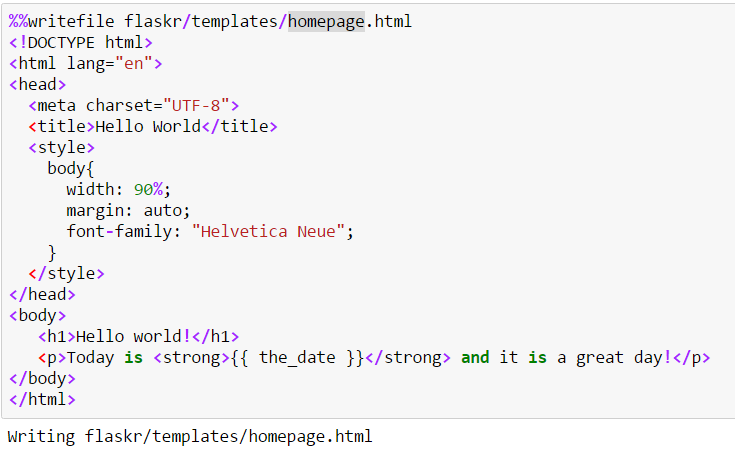 %%writefile flaskr/templates/homepage.html
<!DOCTYPE html>
<html lang="en">
<head>
  <meta charset="UTF-8">
  <title>Hello World</title>
  <style>
    body{
      width: 90%;
      margin: auto;
      font-family: "Helvetica Neue";
    }
  </style>
</head>
<body>
   <h1>Hello world!</h1>
   <p>Today is <strong>{{ the_date }}</strong> and it is a great day!</p>
</body>
</html>
Writing flaskr/templates/homepage.html